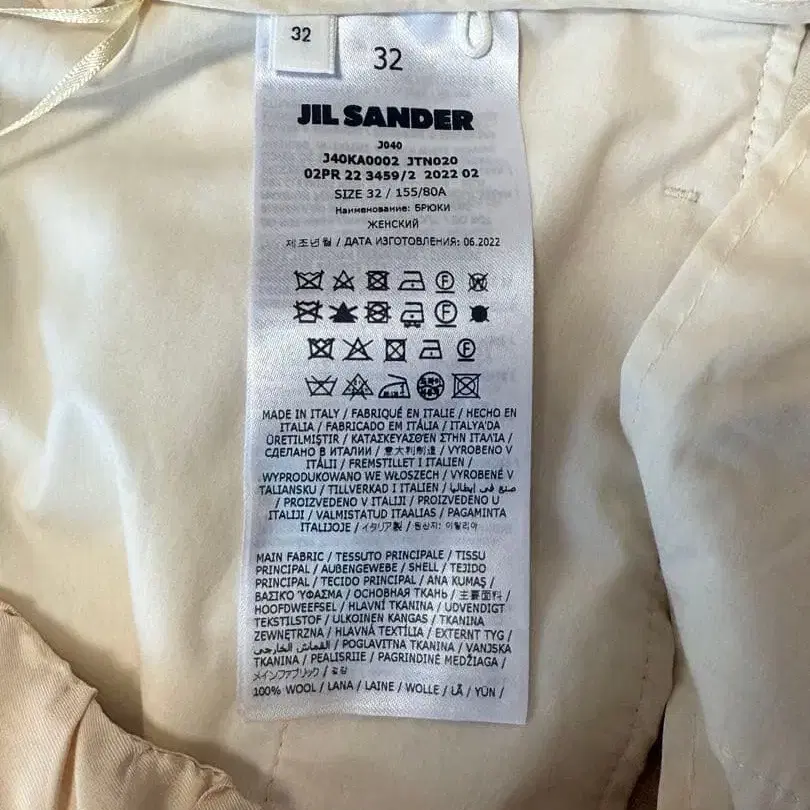 32
32
JIL SANDER
J040
J40KA0002 JTN020
02PR 22 3459/2 2022 02
SIZE 32 / 155/80A
Наименование: БРЮКИ
ЖЕНСКИЙ
제조년월 / ДАТА ИЗГОТОВЛЕНИЯ: 06.2022
MADE IN ITALY / FABRIQUÉ EN ITALIE / HECHO EN
ITALIA / FABRICADO EM ITÁLIA / ITALYA'DA
ÜRETILMIŞTIR / ΚΑΤΑΣΚΕΥΑΣΘΕΝ ΣΤΗΝ ΙΤΑΛΙΑ /
СДЕЛАНО В ИТАЛИИ / 意大利制造 / VYROBENO V
ITÁLII / FREMSTILLET I ITALIEN /
WYPRODUKOWANO WE WŁOSZECH / VYROBENÉ V
TALIANSKU / TILLVERKAD I ITALIEN / صنع في إيطاليا
/ PROIZVEDENO V ITALIJI / PROIZVEDENO U
ITALIJI / VALMISTATUD ITAALIAS / PAGAMINTA
ITALIJOJE / イタリア製 / 원산지: 이탈리아
MAIN FABRIC / TESSUTO PRINCIPALE / TISSU
PRINCIPAL / AUßENGEWEBE / SHELL / TEJIDO
PRINCIPAL / TECIDO PRINCIPAL / ANA KUMAŞ /
ΒΑΣΙΚΟ ΎΦΑΣΜΑ / ОСНОВНАЯ ТКАНЬ / 主要面料 /
HOOFDWEEFSEL / HLAVNÍ TKANINA / UDVENDIGT
TEKSTILSTOF / ULKOINEN KANGAS / TKANINA
ZEWNĘTRZNA / HLAVNÁ TEXTÍLIA / EXTERNT TYG /
القماش الخارجي / POGLAVITNA TKANINA / VANJSKA
TKANINA / PEALISRIIE / PAGRINDINĖ MEDŽIAGA /
メインファブリック / 겉감
100% WOOL / LANA / LAINE / WOLLE / LÃ / YÜN /